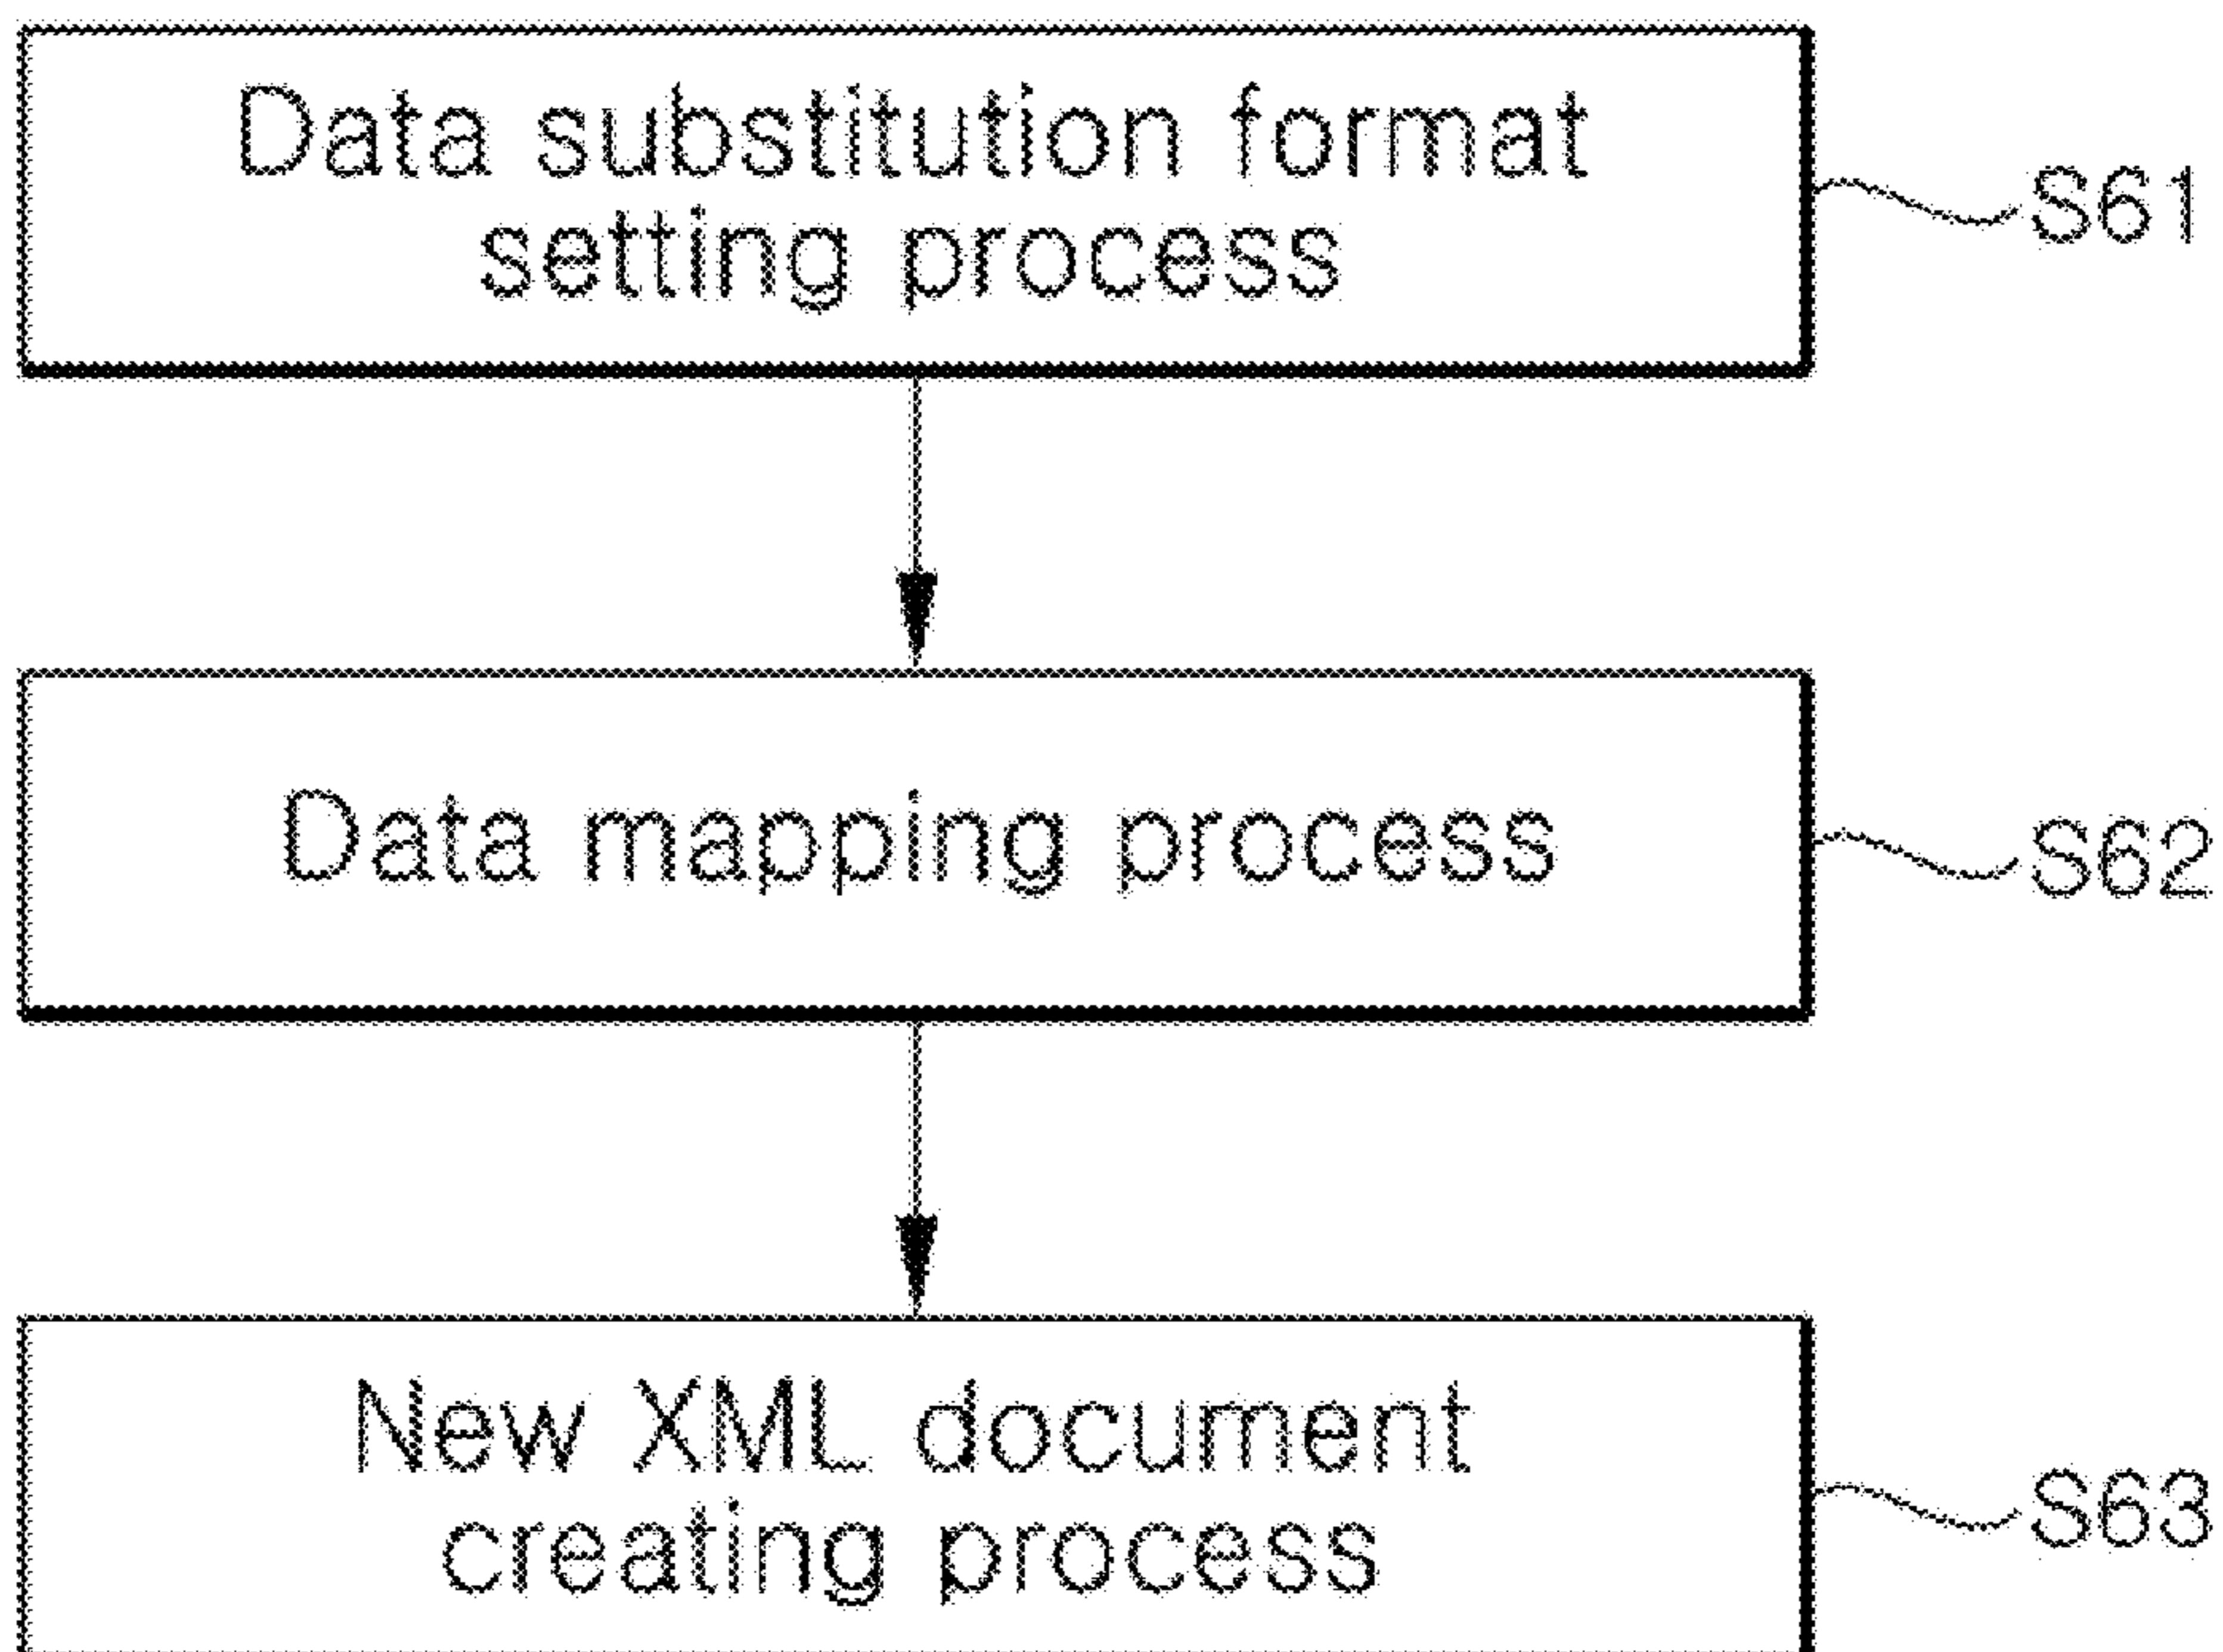 Data substitution format
setting process
S61
Data mapping process
S62
New XML document
creating process
S63